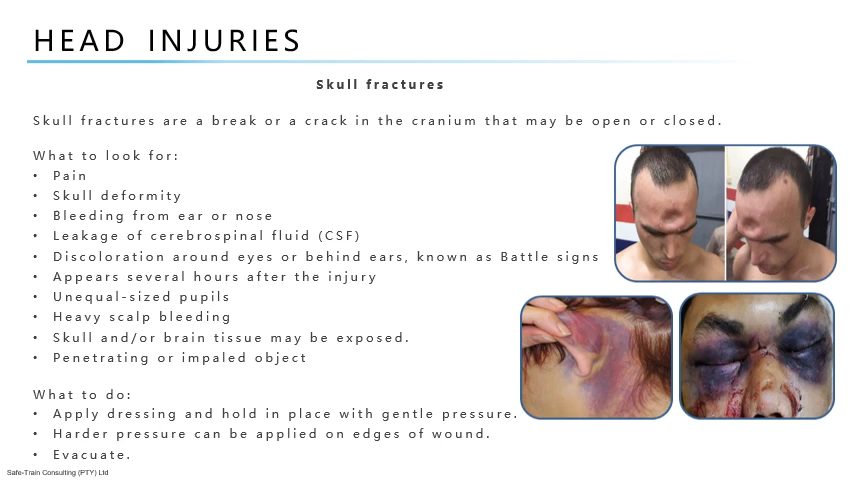 HEAD INJURIES
Skull fractures
Skull fractures are a break or a crack in the cranium that may be open or closed.
What to look for:
• Pain
• Skull deformity
• Bleeding from ear or nose
• Leakage of cerebrospinal fluid (CSF)
• Discoloration around eyes or behind ears, known as Battle signs
• Appears several hours after the injury
• Unequal-sized pupils
• Heavy scalp bleeding
• Skull and/or brain tissue may be exposed.
• Penetrating or impaled object
What to do:
• Apply dressing and hold in place with gentle pressure.
• Harder pressure can be applied on edges of wound.
• Evacuate.
Safe-Train Consulting (PTY) Ltd